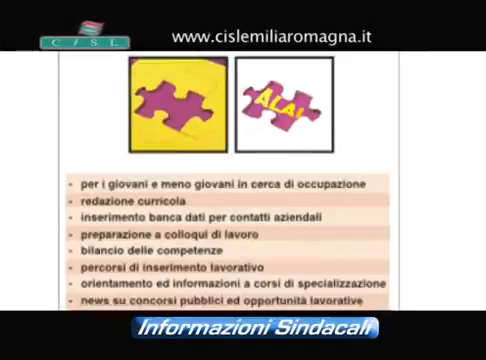 CISL
www.cislemiliaromagna.it
ALAI
- per i giovani e meno giovani in cerca di occupazione
- redazione curricola
- inserimento banca dati per contatti aziendali
- preparazione a colloqui di lavoro
- bilancio delle competenze
- percorsi di inserimento lavorativo
- orientamento ed informazioni a corsi di specializzazione
- news su concorsi pubblici ed opportunità lavorative
Informazioni Sindacali